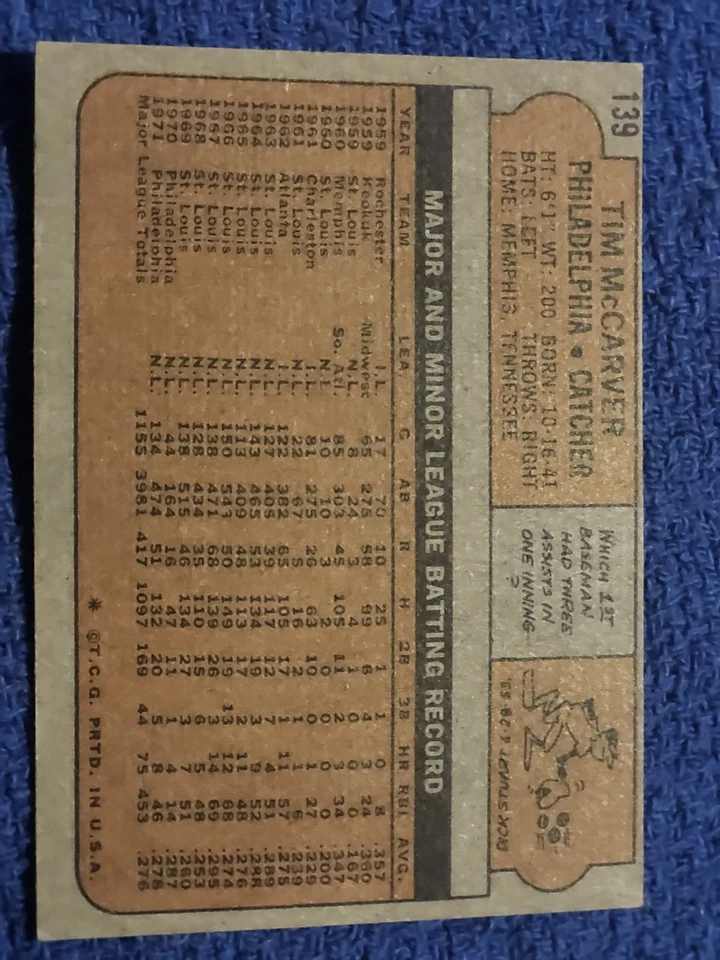 139
TIM McCARVER
PHILADELPHIA • CATCHER
HT: 6'1" WT: 200 BORN: 10-16-41
BATS: LEFT THROWS: RIGHT
HOME: MEMPHIS, TENNESSEE
WHICH 1ST
BASEMAN
HAD THREE
ASSISTS IN
ONE INNING
?
DICK STUART 6-28-63.
MAJOR AND MINOR LEAGUE BATTING RECORD
YEAR TEAM LEA. G AB R H 2B 3B HR RBI AVG.
1959 Rochester I.L. 17 70 10 25 1 1 0 8 .357
1959 Keokuk Midwest 65 275 58 99 6 4 3 24 .360
1959 St. Louis N.L. 8 24 3 4 1 0 0 0 .167
1960 Memphis So. Atl. 85 303 45 105 11 2 3 34 .347
1960 St. Louis N.L. 10 10 3 2 0 0 0 0 .200
1961 Charleston I.L. 81 275 26 63 10 0 1 27 .229
1961 St. Louis N.L. 22 67 5 16 2 1 1 6 .239
1962 Atlanta I.L. 122 382 65 105 17 4 11 57 .275
1963 St. Louis N.L. 127 405 39 117 12 7 4 51 .289
1964 St. Louis N.L. 143 465 53 134 19 3 9 52 .288
1965 St. Louis N.L. 113 409 48 113 17 2 11 48 .276
1966 St. Louis N.L. 150 543 50 149 19 13 12 68 .274
1967 St. Louis N.L. 138 471 68 139 26 3 14 69 .295
1968 St. Louis N.L. 128 434 35 110 15 6 5 48 .253
1969 St. Louis N.L. 138 515 46 134 27 3 7 51 .260
1970 Philadelphia N.L. 44 164 16 47 11 1 4 14 .287
1971 Philadelphia N.L. 134 474 51 132 20 5 8 46 .278
Major League Totals 1155 3981 417 1097 169 44 75 453 .276
* ©T.C.G. PRTD. IN U.S.A.